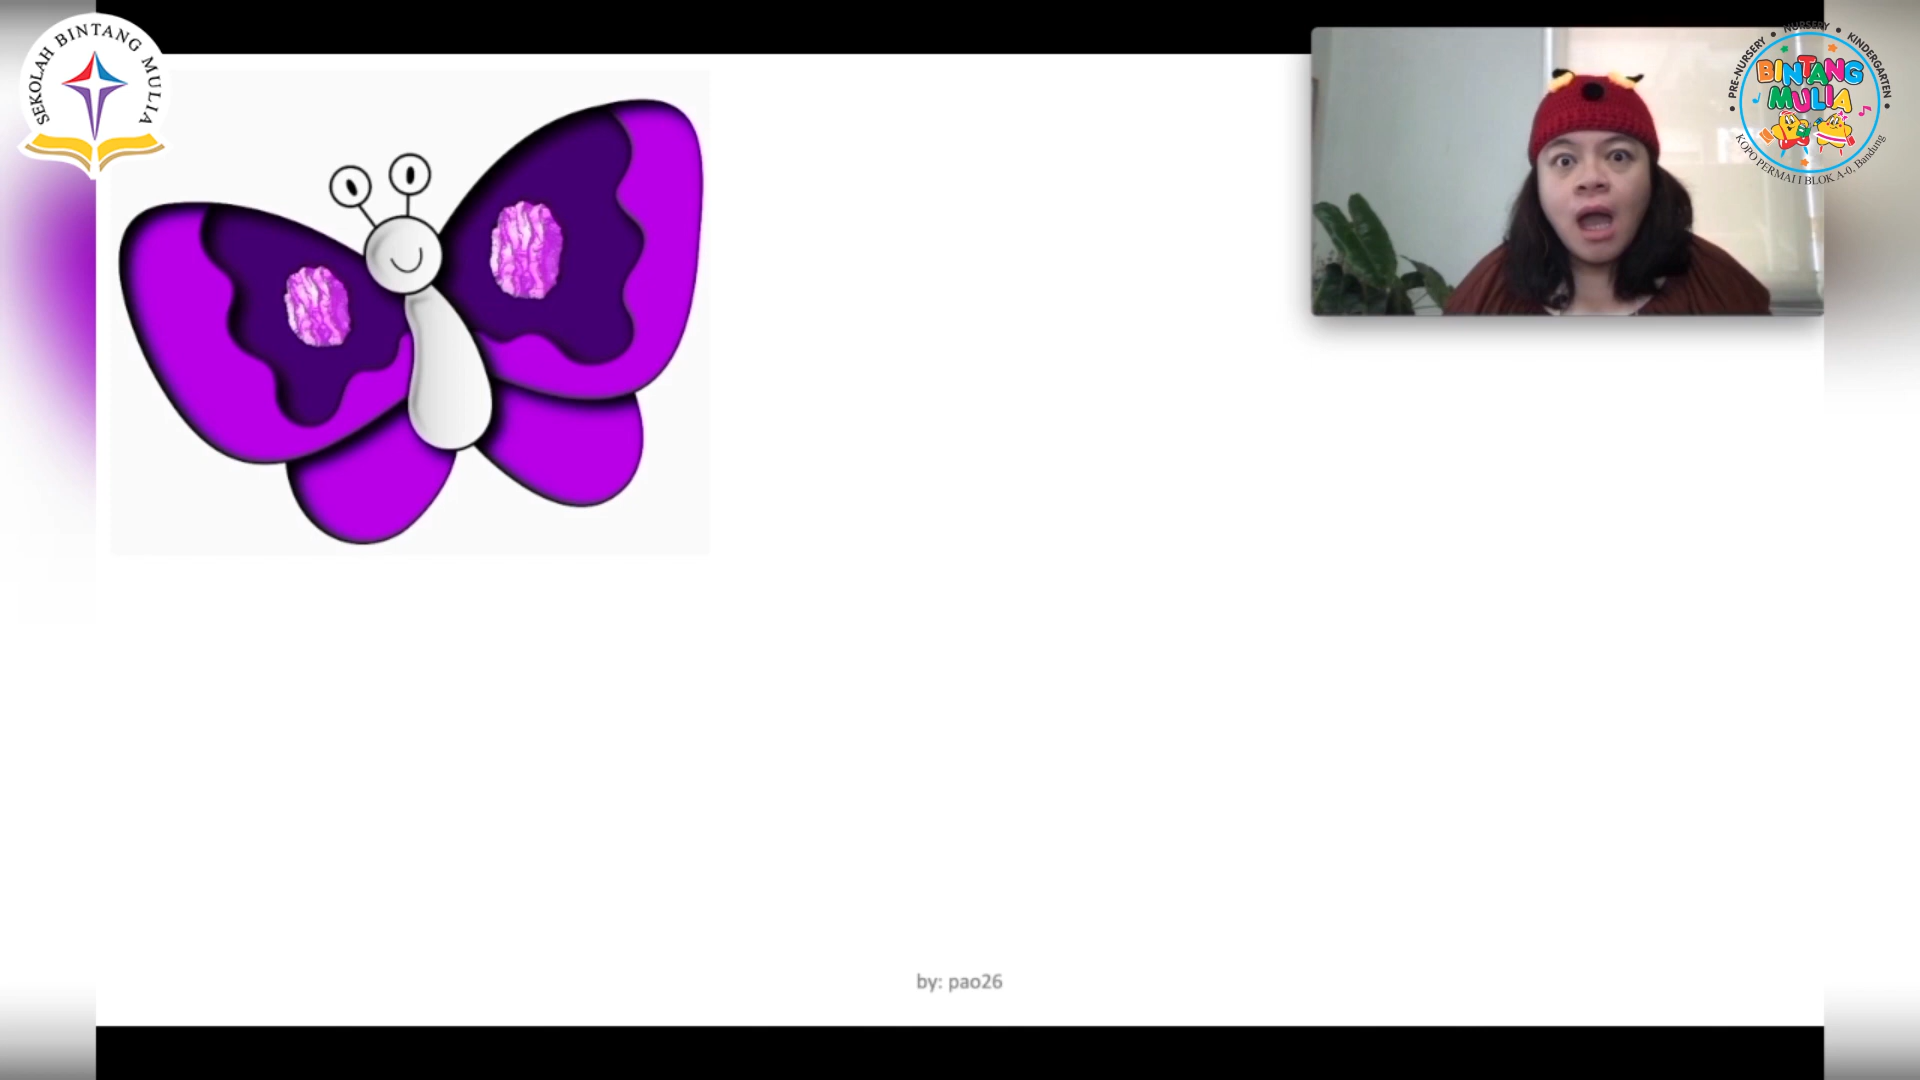 SEKOLAH BINTANG MULIA
• PRE-NURSERY • NURSERY • KINDERGARTEN •
BINTANG
MULIA
KOPO PERMAI I BLOK A-0, Bandung
by: pao26